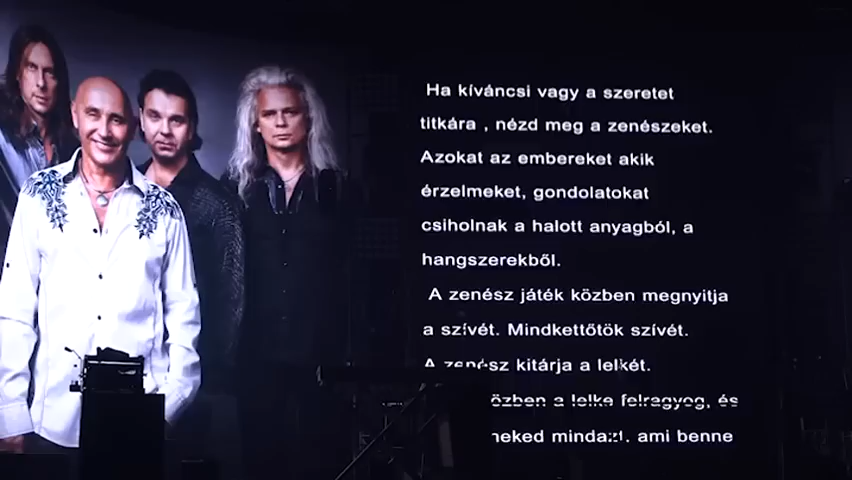 Ha kíváncsi vagy a szeretet
titkára , nézd meg a zenészeket.
Azokat az embereket akik
érzelmeket, gondolatokat
csiholnak a halott anyagból, a
hangszerekből.
A zenész játék közben megnyitja
a szívét. Mindkettőtök szívét.
A zenész kitárja a lelkét.
a lelke felragyog, és
neked mindazt, ami benne